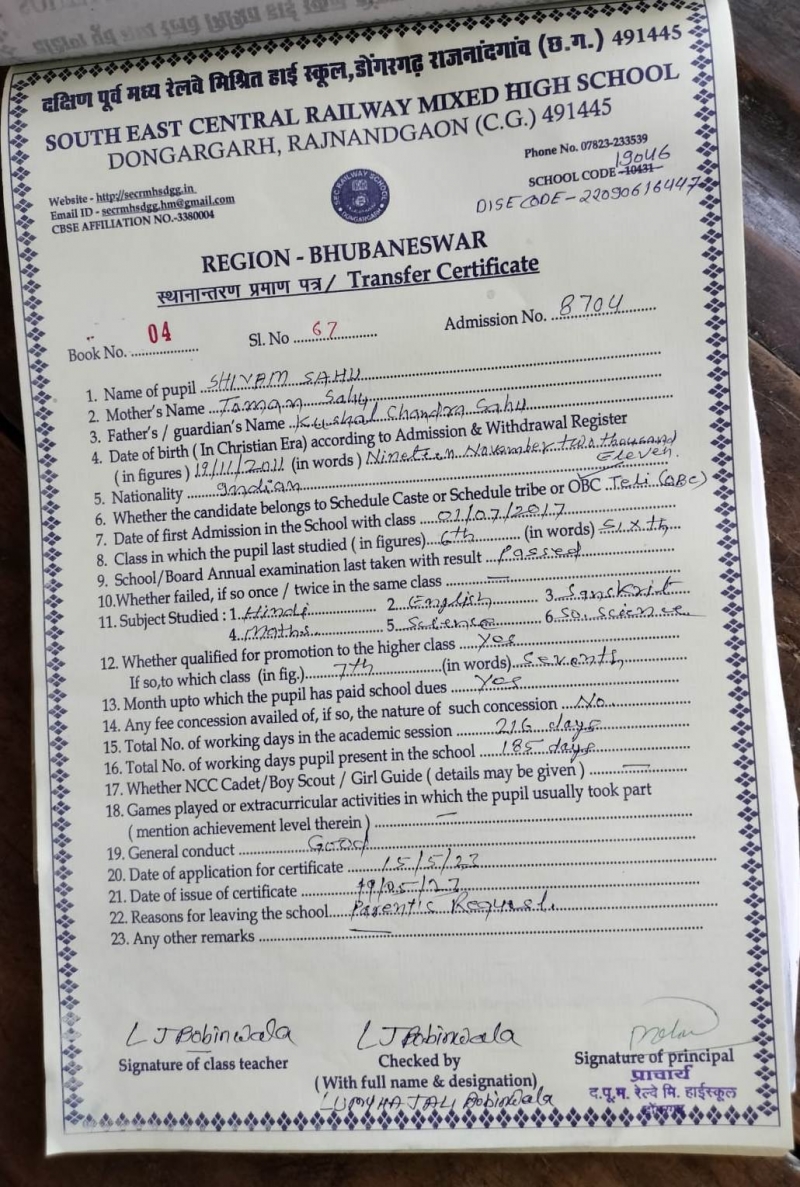 दक्षिण पूर्व मध्य रेलवे मिश्रित हाई स्कूल,डोंगरगढ़ राजनांदगांव (छ.ग.) 491445
SOUTH EAST CENTRAL RAILWAY MIXED HIGH SCHOOL
DONGARGARH, RAJNANDGAON (C.G.) 491445
Phone No. 07823-233539
Website - http://secrmhsdgg.in
Email ID - secrmhsdgg.hm@gmail.com
CBSE AFFILIATION NO.-3380004
SEC RAILWAY SCHOOL
DONGARGARH
19046
SCHOOL CODE -10431-
DISE CODE - 22090616447
REGION - BHUBANESWAR
स्थानान्तरण प्रमाण पत्र / Transfer Certificate
Book No. 04 Sl. No 67 Admission No. 8704
1. Name of pupil SHIVAM SAHU
2. Mother's Name Taman Sahu
3. Father's / guardian's Name Kushal Chandra Sahu
4. Date of birth ( In Christian Era) according to Admission & Withdrawal Register
(in figures ) 19/11/2011 (in words ) Nineteen November two thousand
Eleven.
5. Nationality Indian
6. Whether the candidate belongs to Schedule Caste or Schedule tribe or OBC Teli (OBC)
7. Date of first Admission in the School with class 01/07/2017
8. Class in which the pupil last studied ( in figures) 6th (in words) Sixth
9. School/Board Annual examination last taken with result Passed
10.Whether failed, if so once / twice in the same class —
11. Subject Studied : 1. Hindi 2. English 3. Sanskrit
4. Maths 5. Science 6. So. Science
12. Whether qualified for promotion to the higher class Yes
If so,to which class (in fig.) 7th (in words) Seventh
13. Month upto which the pupil has paid school dues Yes
14. Any fee concession availed of, if so, the nature of such concession No
15. Total No. of working days in the academic session 216 days
16. Total No. of working days pupil present in the school 185 days
17. Whether NCC Cadet/Boy Scout / Girl Guide ( details may be given ) —
18. Games played or extracurricular activities in which the pupil usually took part
( mention achievement level therein ) —
19. General conduct Good
20. Date of application for certificate 15/5/23
21. Date of issue of certificate 19/05/23
22. Reasons for leaving the school Parentic Request.
23. Any other remarks —
LJBobinwala LJBobinwala
Signature of class teacher Checked by Signature of principal
(With full name & designation) प्राचार्य
Bobinwala द.पू.म. रेल्वे मि. हाईस्कूल
डोंगरगढ़